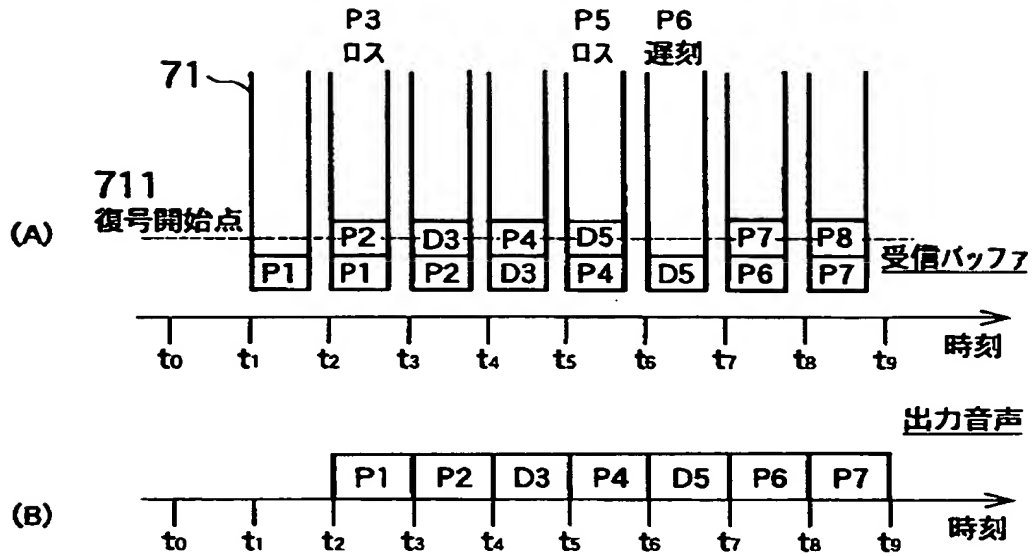 P3 P5 P6
ロス ロス 遅刻
71
711
復号開始点
(A)
P2 D3 P4 D5 P7 P8
P1 P1 P2 D3 P4 D5 P6 P7
受信バッファ
t0 t1 t2 t3 t4 t5 t6 t7 t8 t9 時刻
出力音声
P1 P2 D3 P4 D5 P6 P7
(B)
t0 t1 t2 t3 t4 t5 t6 t7 t8 t9 時刻